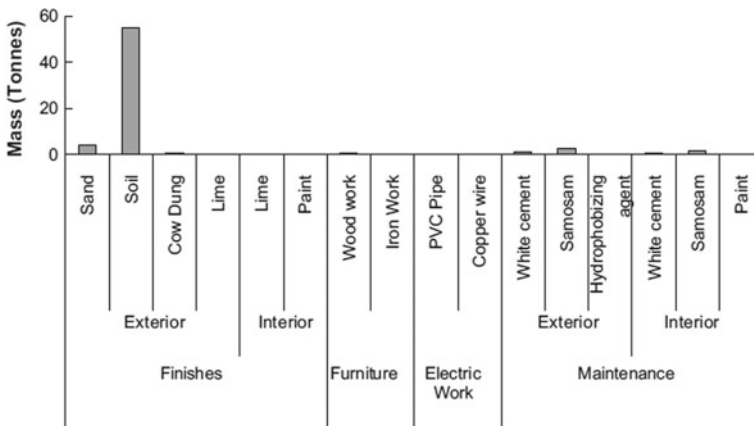 Mass (Tonnes)
60
40
20
0
Sand
Soil
Cow Dung
Lime
Lime
Paint
Wood work
Iron Work
PVC Pipe
Copper wire
White cement
Samosam
Hydrophobizing
agent
White cement
Samosam
Paint
Exterior
Interior
Exterior
Interior
Finishes
Furniture
Electric
Work
Maintenance